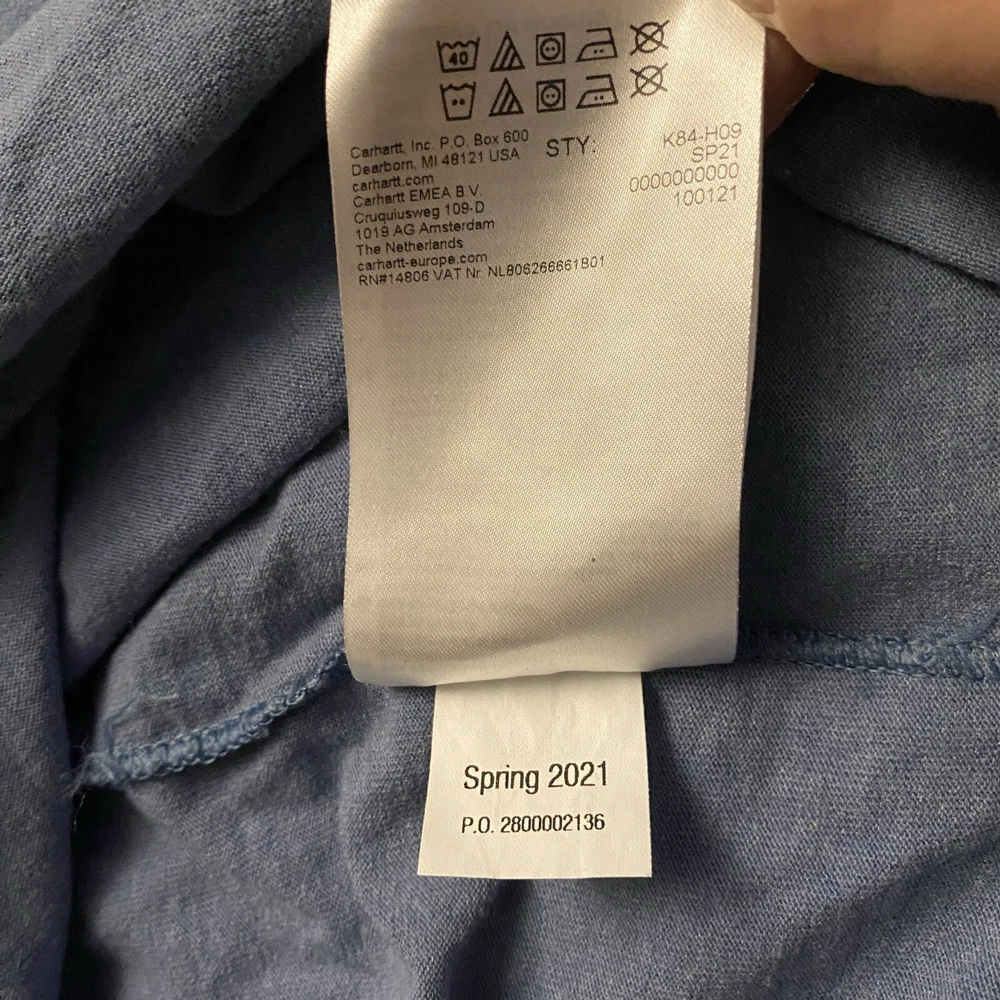 40
Carhartt, Inc. P.O. Box 600
Dearborn, MI 48121 USA
carhartt.com
Carhartt EMEA B.V.
Cruquiusweg 109-D
1019 AG Amsterdam
The Netherlands
carhartt-europe.com
RN#14806 VAT Nr. NL806266661B01
STY: K84-H09
SP21
0000000000
100121
Spring 2021
P.O. 2800002136